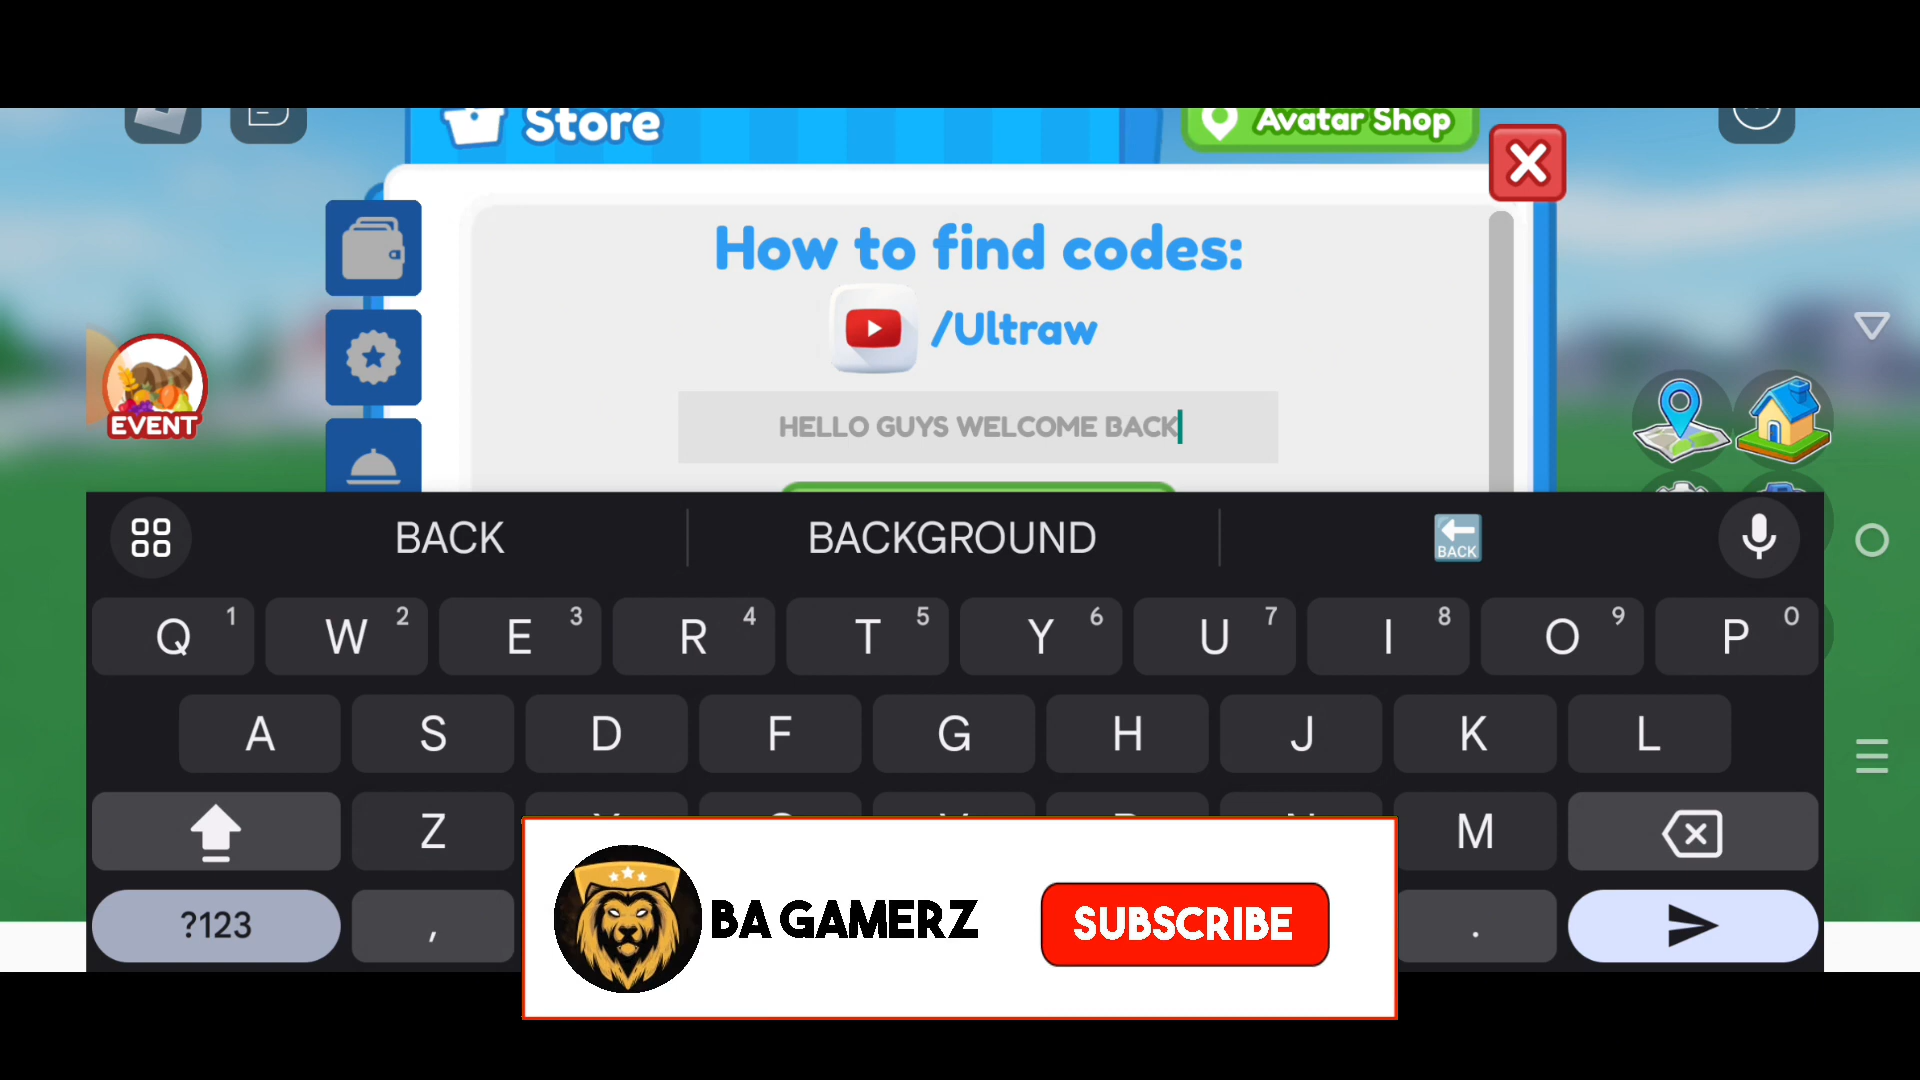 Store
Avatar Shop
How to find codes:
/Ultraw
EVENT
HELLO GUYS WELCOME BACK
BACK
BACKGROUND
BACK
Q 1 W 2 E 3 R 4 T 5 Y 6 U 7 I 8 O 9 P 0
A S D F G H J K L
Z M
?123 , .
BA GAMERZ
SUBSCRIBE